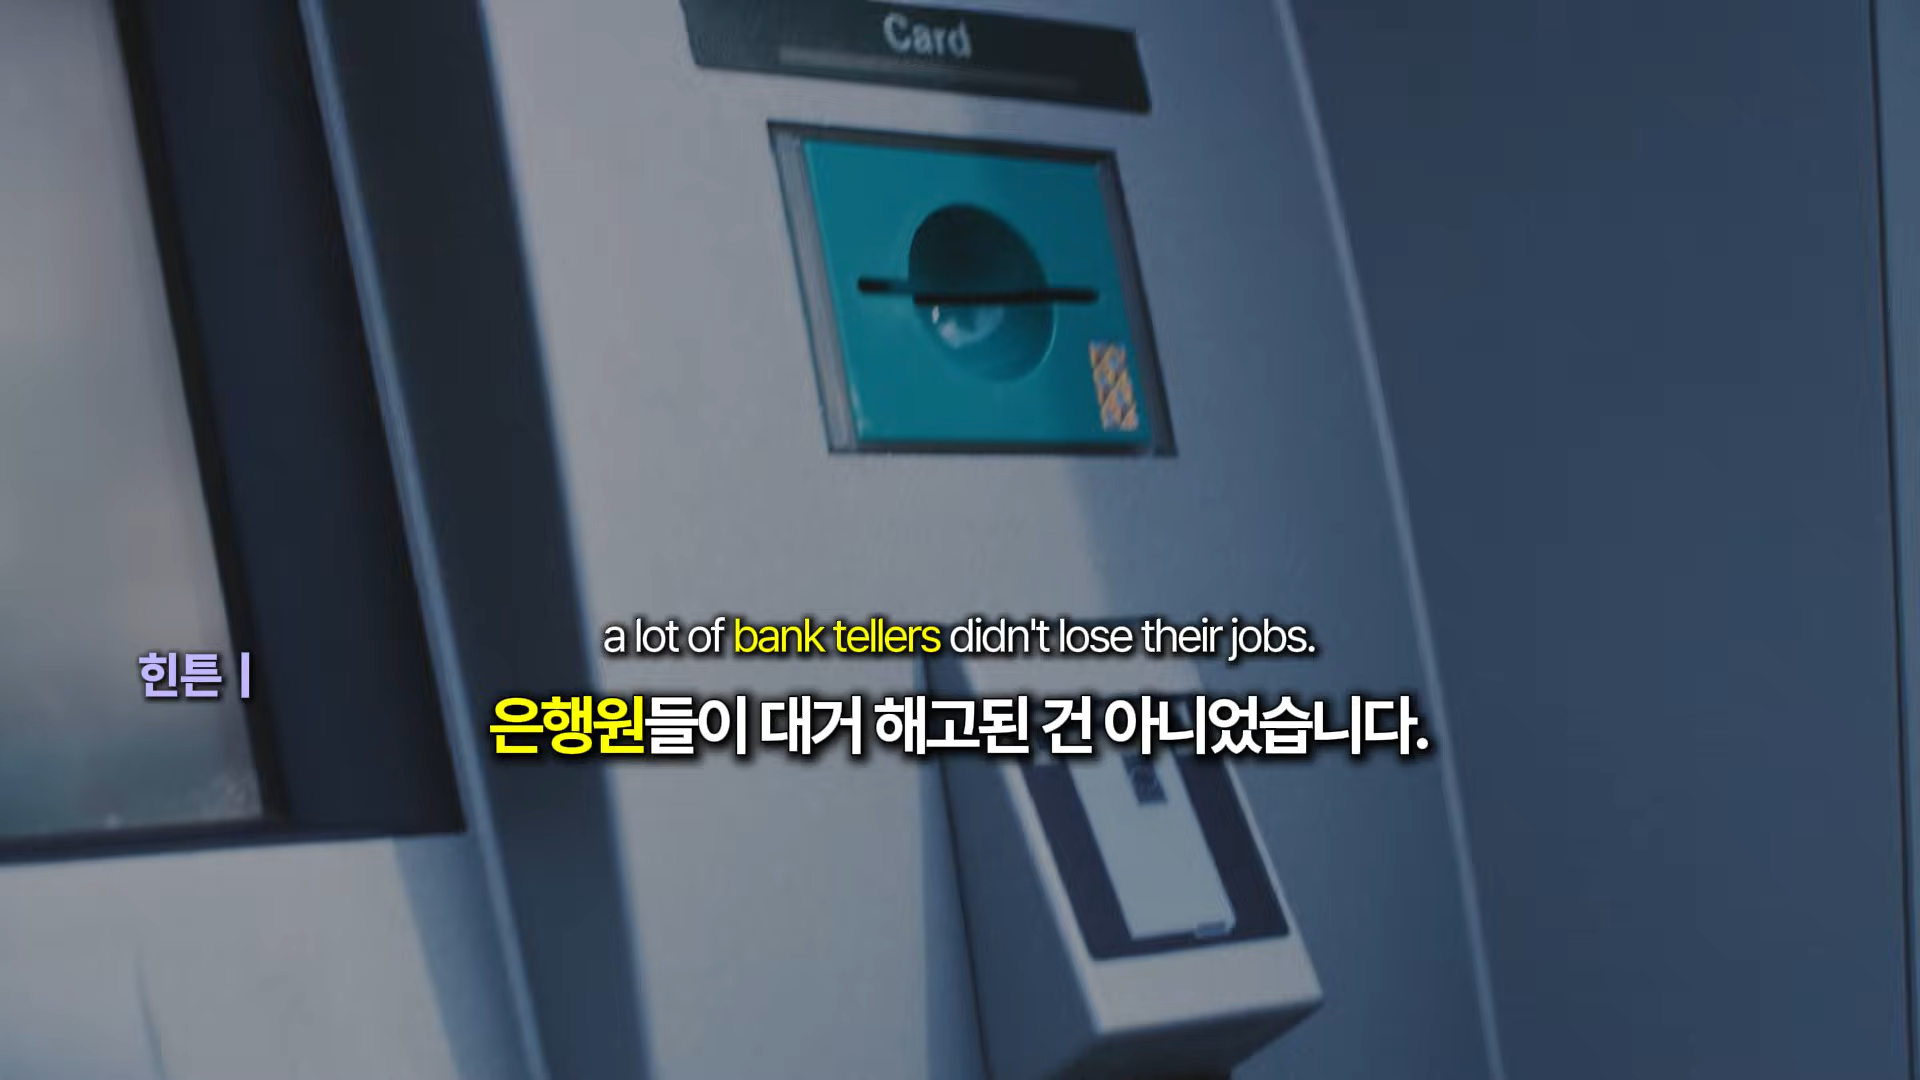 Card
a lot of bank tellers didn't lose their jobs.
힌튼 |
은행원들이 대거 해고된 건 아니었습니다.